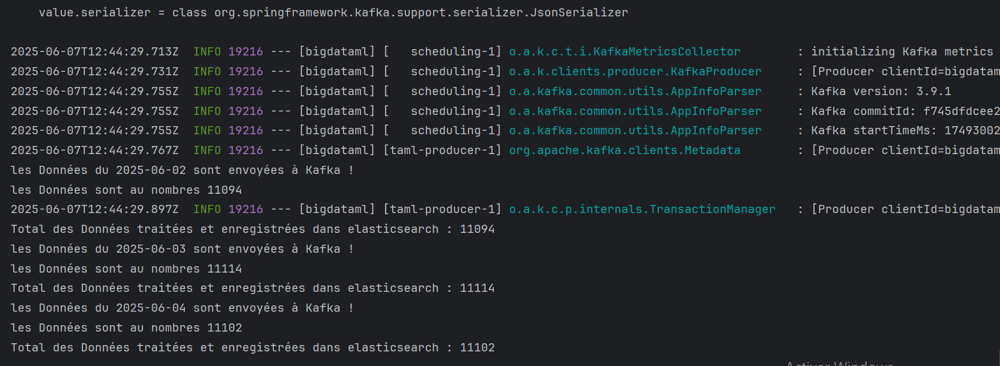 value.serializer = class org.springframework.kafka.support.serializer.JsonSerializer
2025-06-07T12:44:29.713Z  INFO 19216 --- [bigdataml] [   scheduling-1] o.a.k.c.t.i.KafkaMetricsCollector        : initializing Kafka metrics
2025-06-07T12:44:29.731Z  INFO 19216 --- [bigdataml] [   scheduling-1] o.a.k.clients.producer.KafkaProducer     : [Producer clientId=bigdatam
2025-06-07T12:44:29.755Z  INFO 19216 --- [bigdataml] [   scheduling-1] o.a.kafka.common.utils.AppInfoParser     : Kafka version: 3.9.1
2025-06-07T12:44:29.755Z  INFO 19216 --- [bigdataml] [   scheduling-1] o.a.kafka.common.utils.AppInfoParser     : Kafka commitId: f745dfdcee2
2025-06-07T12:44:29.755Z  INFO 19216 --- [bigdataml] [   scheduling-1] o.a.kafka.common.utils.AppInfoParser     : Kafka startTimeMs: 17493002
2025-06-07T12:44:29.767Z  INFO 19216 --- [bigdataml] [taml-producer-1] org.apache.kafka.clients.Metadata        : [Producer clientId=bigdatam
les Données du 2025-06-02 sont envoyées à Kafka !
les Données sont au nombres 11094
2025-06-07T12:44:29.897Z  INFO 19216 --- [bigdataml] [taml-producer-1] o.a.k.c.p.internals.TransactionManager   : [Producer clientId=bigdatam
Total des Données traitées et enregistrées dans elasticsearch : 11094
les Données du 2025-06-03 sont envoyées à Kafka !
les Données sont au nombres 11114
Total des Données traitées et enregistrées dans elasticsearch : 11114
les Données du 2025-06-04 sont envoyées à Kafka !
les Données sont au nombres 11102
Total des Données traitées et enregistrées dans elasticsearch : 11102
Activer Windows